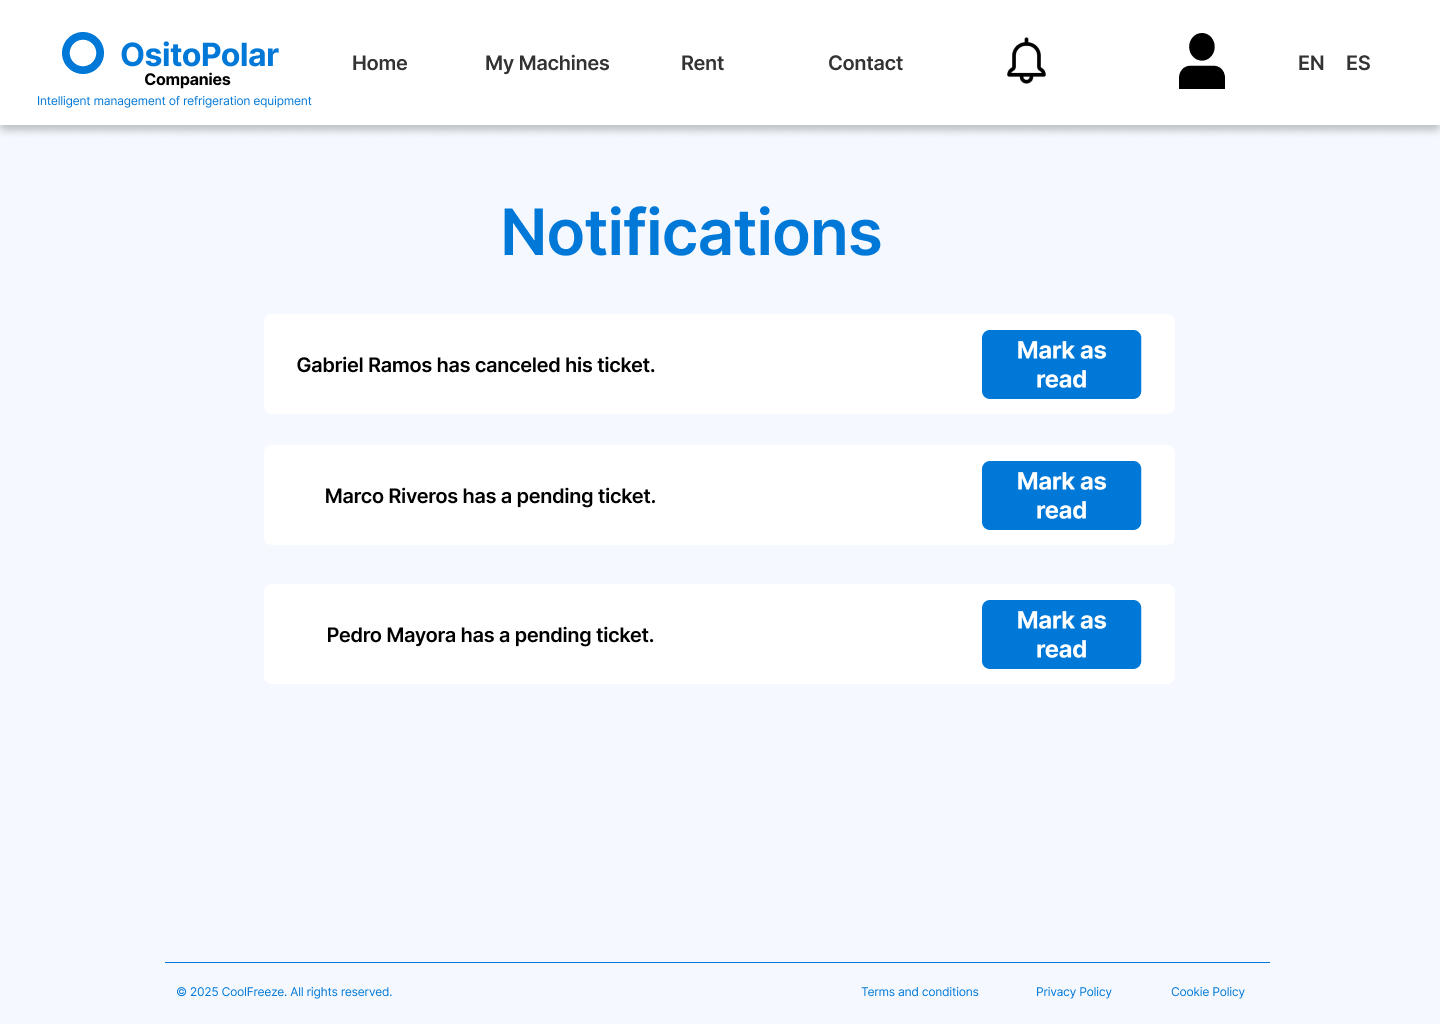 OsitoPolar
Companies
Intelligent management of refrigeration equipment
Home
My Machines
Rent
Contact
EN
ES
Notifications
Gabriel Ramos has canceled his ticket.
Mark as
read
Marco Riveros has a pending ticket.
Mark as
read
Pedro Mayora has a pending ticket.
Mark as
read
© 2025 CoolFreeze. All rights reserved.
Terms and conditions
Privacy Policy
Cookie Policy